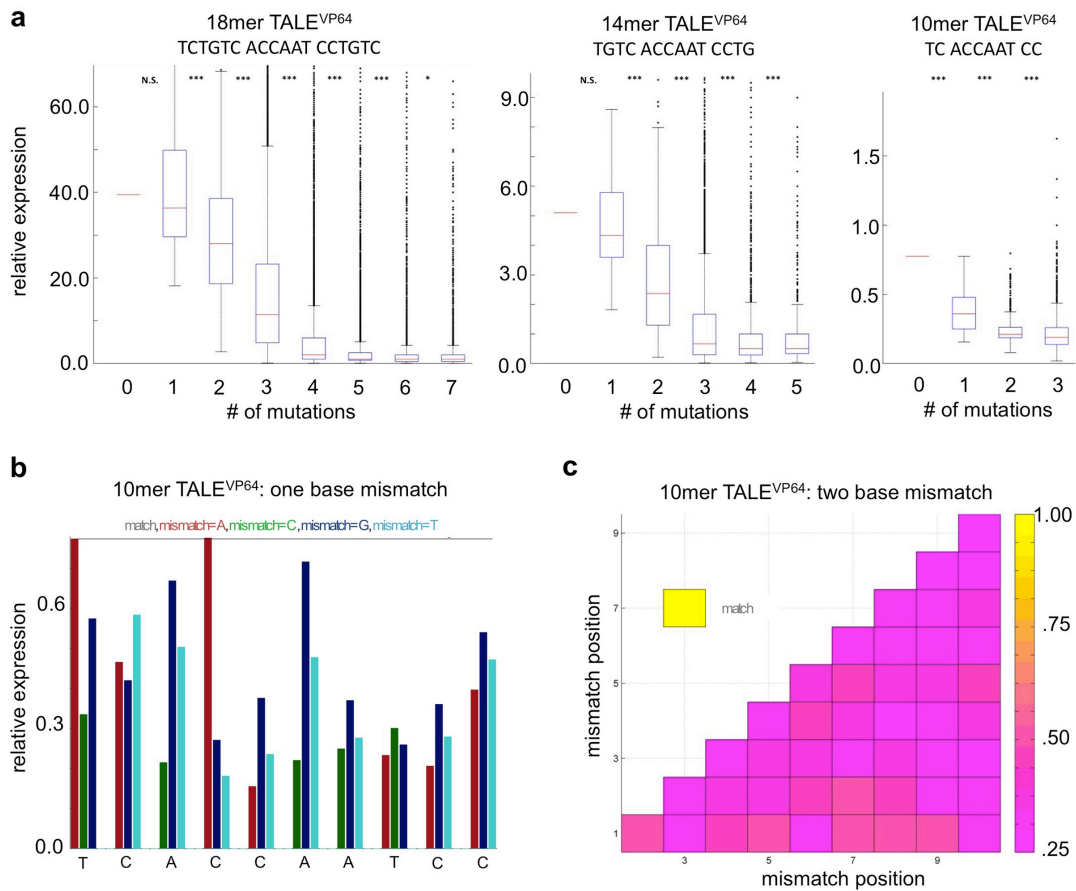 a
18mer TALE^VP64
TCTGTC ACCAAT CCTGTC
N.S. *** *** *** *** *** *
60.0
40.0
20.0
0.0
relative expression
0 1 2 3 4 5 6 7
# of mutations
14mer TALE^VP64
TGTC ACCAAT CCTG
N.S. *** *** *** ***
9.0
6.0
3.0
0.0
0 1 2 3 4 5
# of mutations
10mer TALE^VP64
TC ACCAAT CC
*** *** ***
1.5
1.0
0.5
0.0
0 1 2 3
# of mutations
b
10mer TALE^VP64: one base mismatch
match,mismatch=A,mismatch=C,mismatch=G,mismatch=T
0.6
0.3
0.0
relative expression
T C A C C A A T C C
c
10mer TALE^VP64: two base mismatch
9
7
5
3
1
mismatch position
match
3 5 7 9
mismatch position
1.00
.75
.50
.25